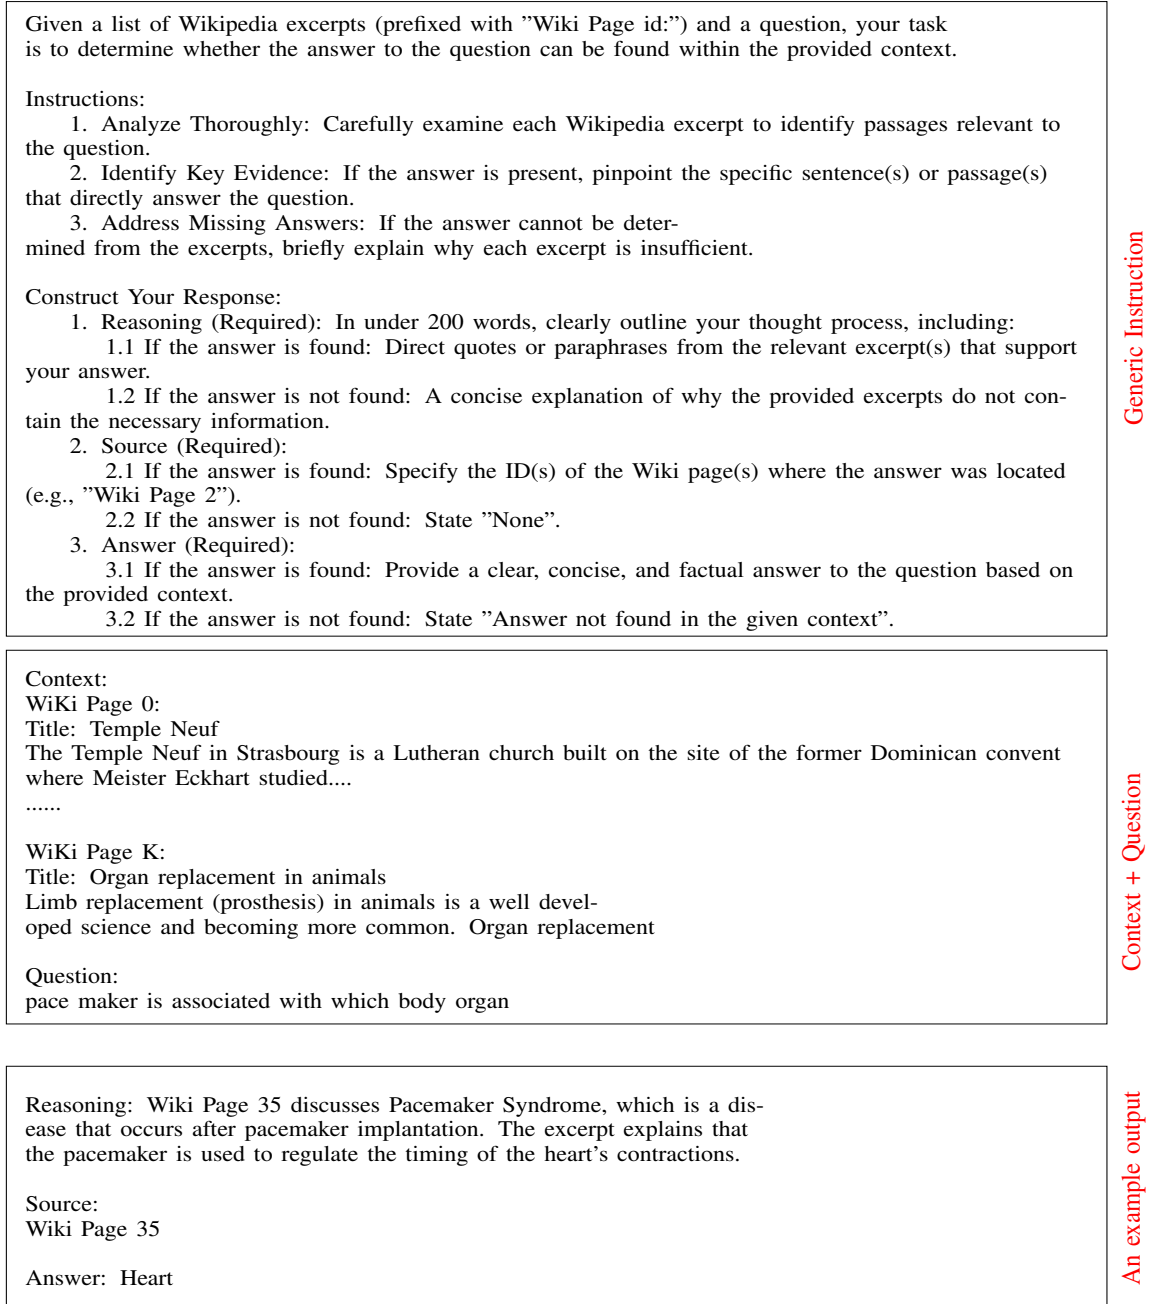 Given a list of Wikipedia excerpts (prefixed with ”Wiki Page id:”) and a question, your task
is to determine whether the answer to the question can be found within the provided context.
Instructions:
1. Analyze Thoroughly: Carefully examine each Wikipedia excerpt to identify passages relevant to
the question.
2. Identify Key Evidence: If the answer is present, pinpoint the specific sentence(s) or passage(s)
that directly answer the question.
3. Address Missing Answers: If the answer cannot be deter-
mined from the excerpts, briefly explain why each excerpt is insufficient.
Construct Your Response:
1. Reasoning (Required): In under 200 words, clearly outline your thought process, including:
1.1 If the answer is found: Direct quotes or paraphrases from the relevant excerpt(s) that support
your answer.
1.2 If the answer is not found: A concise explanation of why the provided excerpts do not con-
tain the necessary information.
2. Source (Required):
2.1 If the answer is found: Specify the ID(s) of the Wiki page(s) where the answer was located
(e.g., ”Wiki Page 2”).
2.2 If the answer is not found: State ”None”.
3. Answer (Required):
3.1 If the answer is found: Provide a clear, concise, and factual answer to the question based on
the provided context.
3.2 If the answer is not found: State ”Answer not found in the given context”.
Generic Instruction
Context:
WiKi Page 0:
Title: Temple Neuf
The Temple Neuf in Strasbourg is a Lutheran church built on the site of the former Dominican convent
where Meister Eckhart studied....
......
WiKi Page K:
Title: Organ replacement in animals
Limb replacement (prosthesis) in animals is a well devel-
oped science and becoming more common. Organ replacement
Question:
pace maker is associated with which body organ
Context + Question
Reasoning: Wiki Page 35 discusses Pacemaker Syndrome, which is a dis-
ease that occurs after pacemaker implantation. The excerpt explains that
the pacemaker is used to regulate the timing of the heart's contractions.
Source:
Wiki Page 35
Answer: Heart
An example output